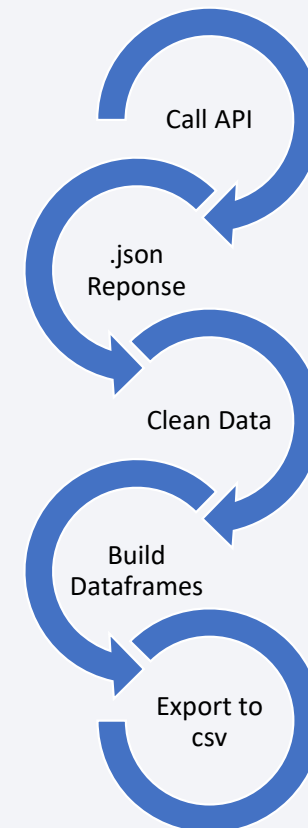 Call API
.json
Reponse
Clean Data
Build
Dataframes
Export to
csv